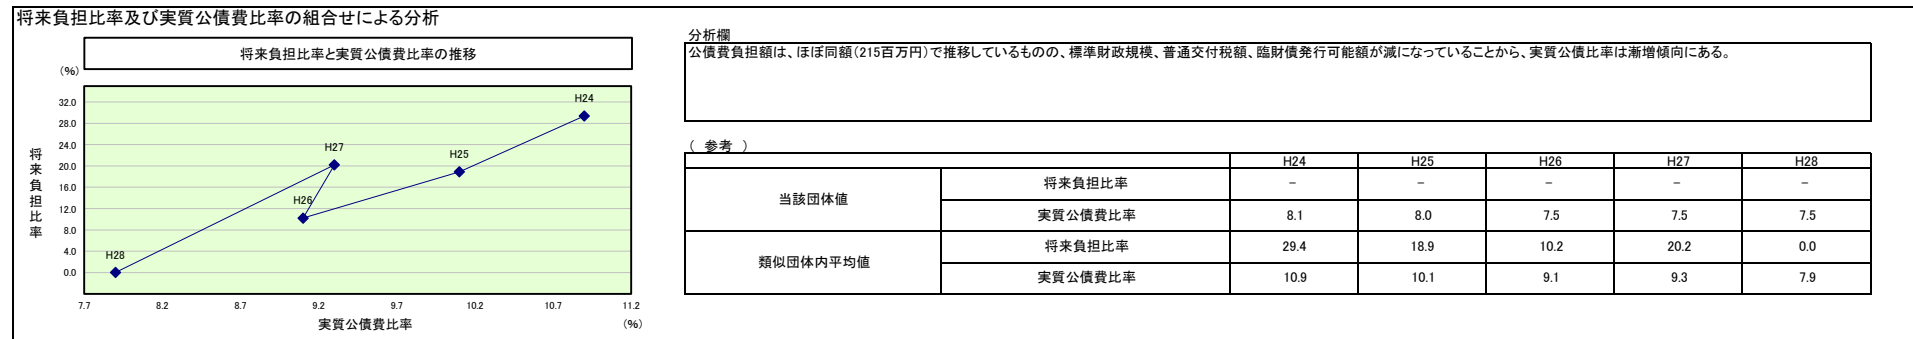 将来負担比率及び実質公債費比率の組合せによる分析
将来負担比率と実質公債費比率の推移
(%)
将来負担比率
32.0
28.0
24.0
20.0
16.0
12.0
8.0
4.0
0.0
H24
H27
H25
H26
H28
7.7 8.2 8.7 9.2 9.7 10.2 10.7 11.2
実質公債費比率
(%)
分析欄
公債費負担額は、ほぼ同額(215百万円)で推移しているものの、標準財政規模、普通交付税額、臨財債発行可能額が減になっていることから、実質公債比率は漸増傾向にある。
( 参考 )
H24 H25 H26 H27 H28
当該団体値
将来負担比率 - - - - -
実質公債費比率 8.1 8.0 7.5 7.5 7.5
類似団体内平均値
将来負担比率 29.4 18.9 10.2 20.2 0.0
実質公債費比率 10.9 10.1 9.1 9.3 7.9